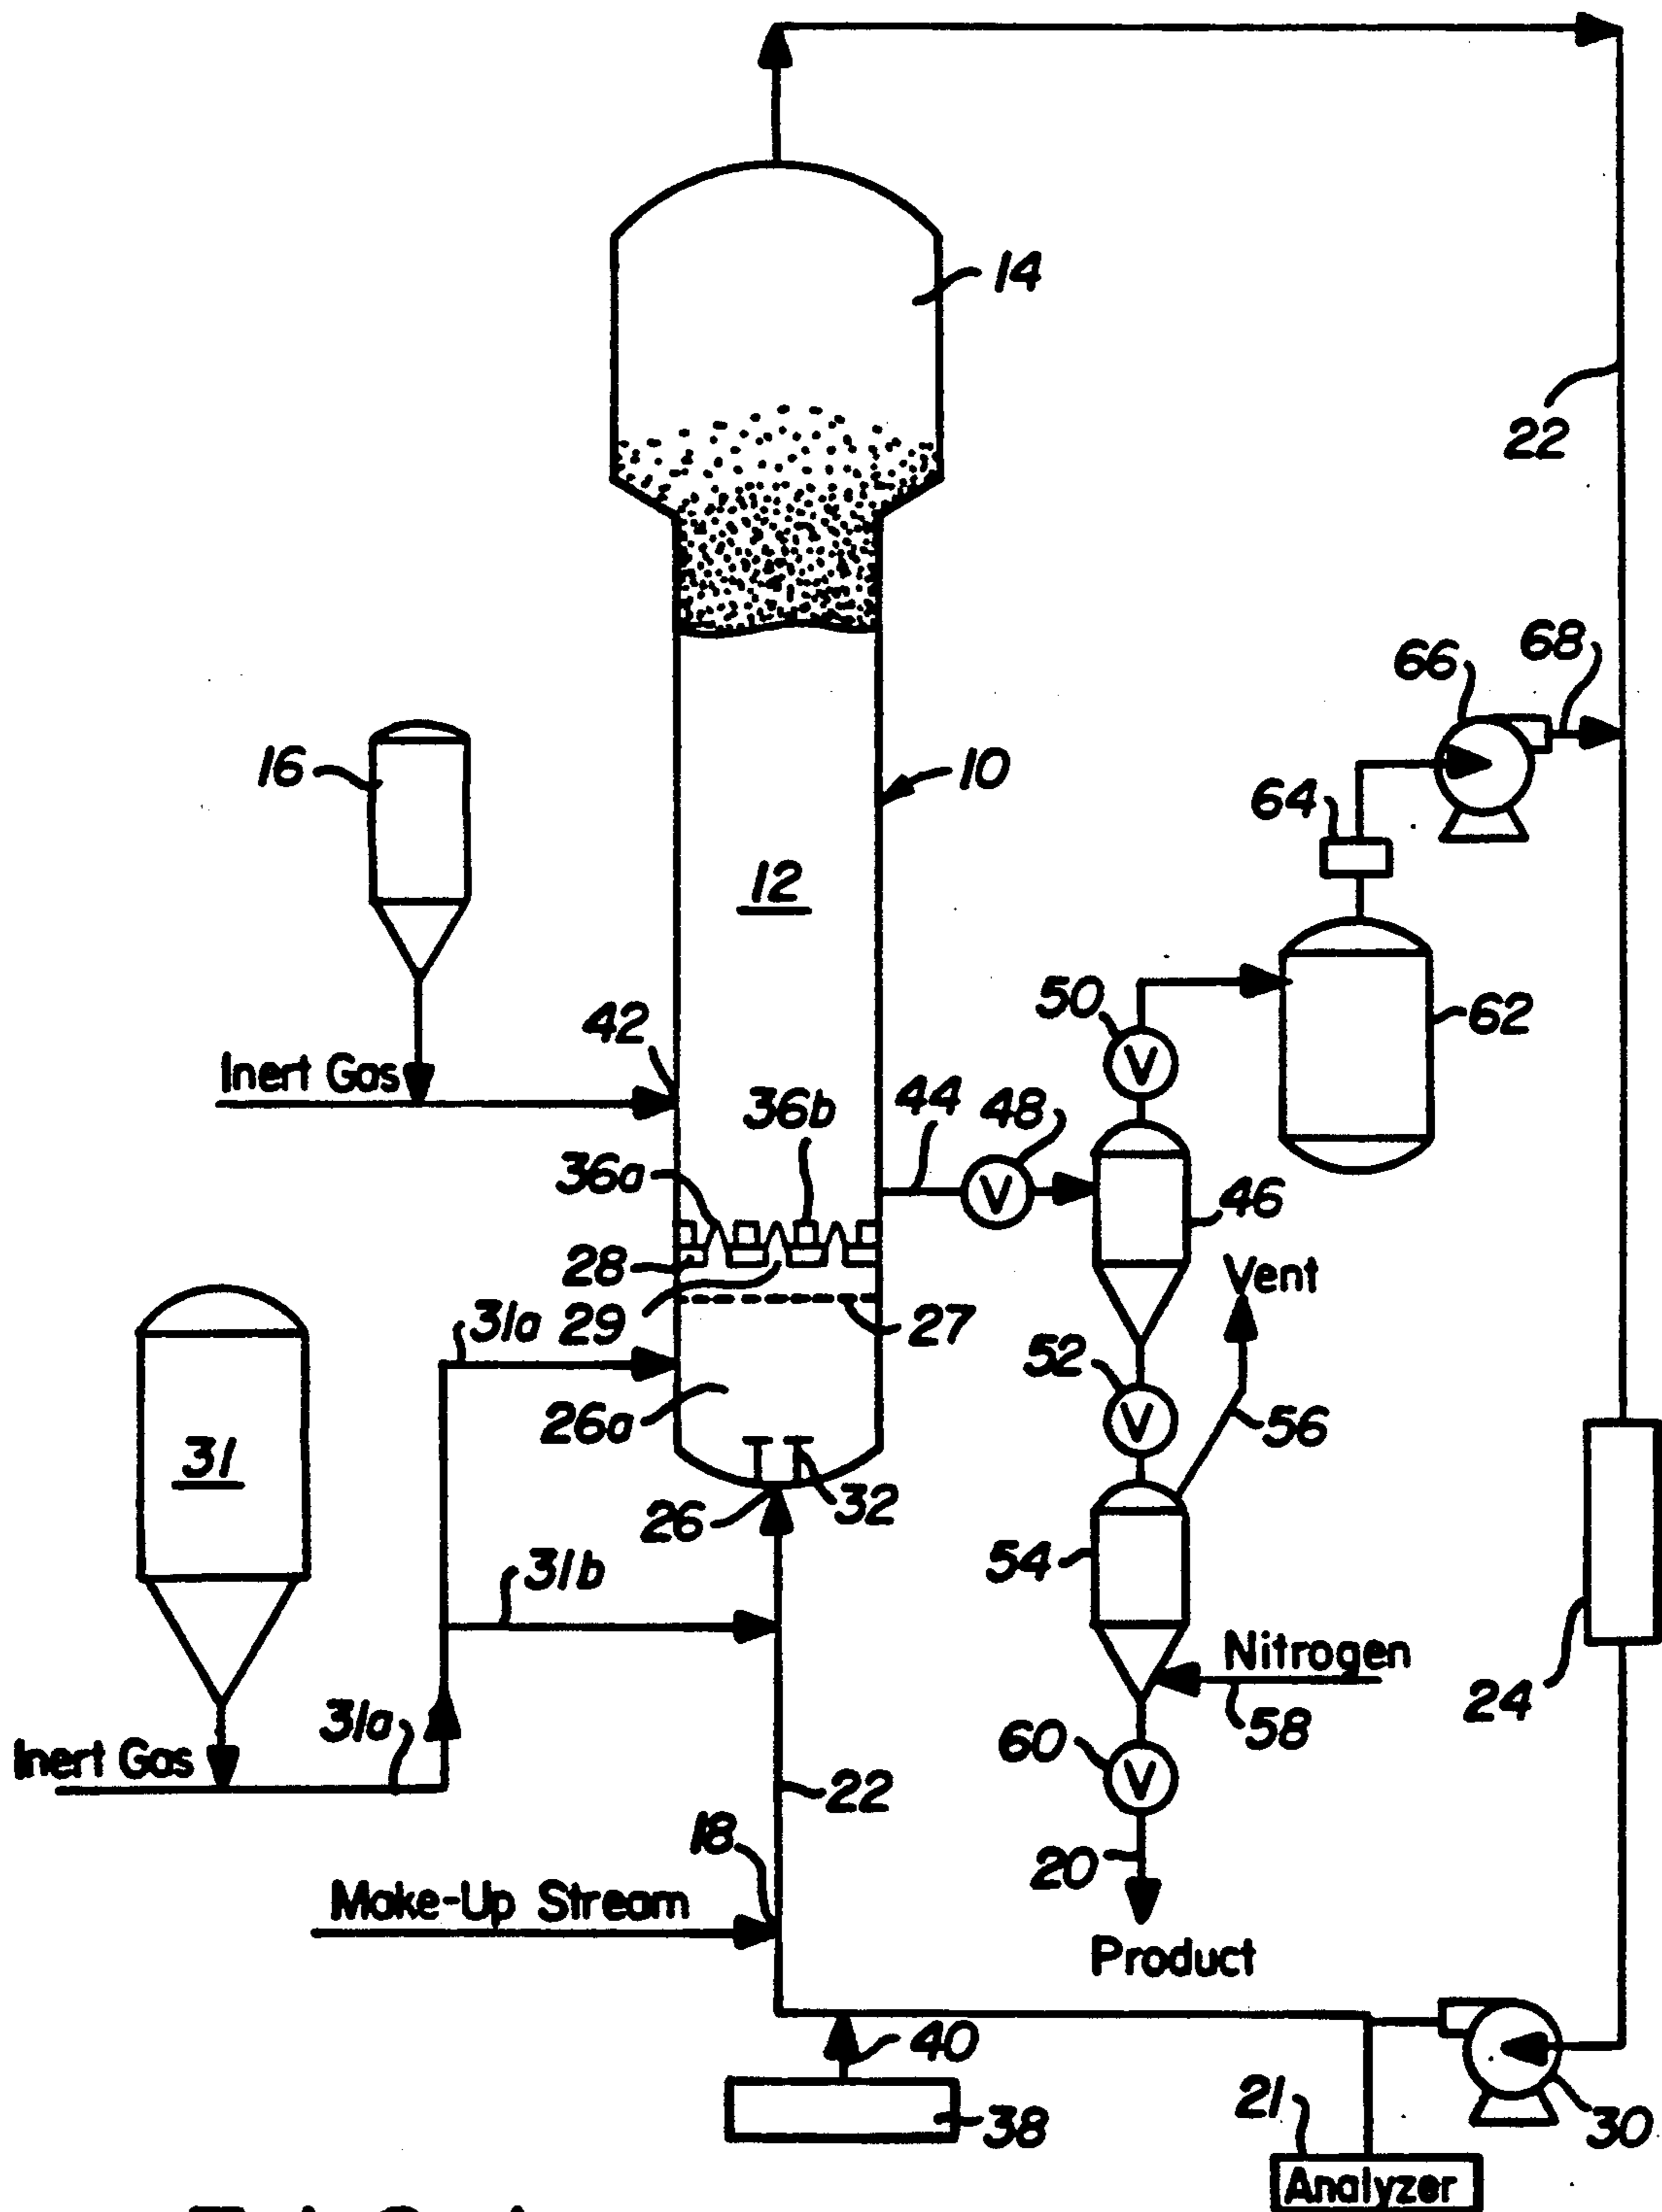 14
22
68
66
16
10
64
12
50
62
42
Inert Gas
36b
44
48
36a
46
28
Vent
31a
29
27
52
26a
56
31
26
32
54
31b
Nitrogen
24
31a
58
60
Inert Gas
22
18
20
Make-Up Stream
Product
40
21
38
30
Analyzer
V
V
V
V